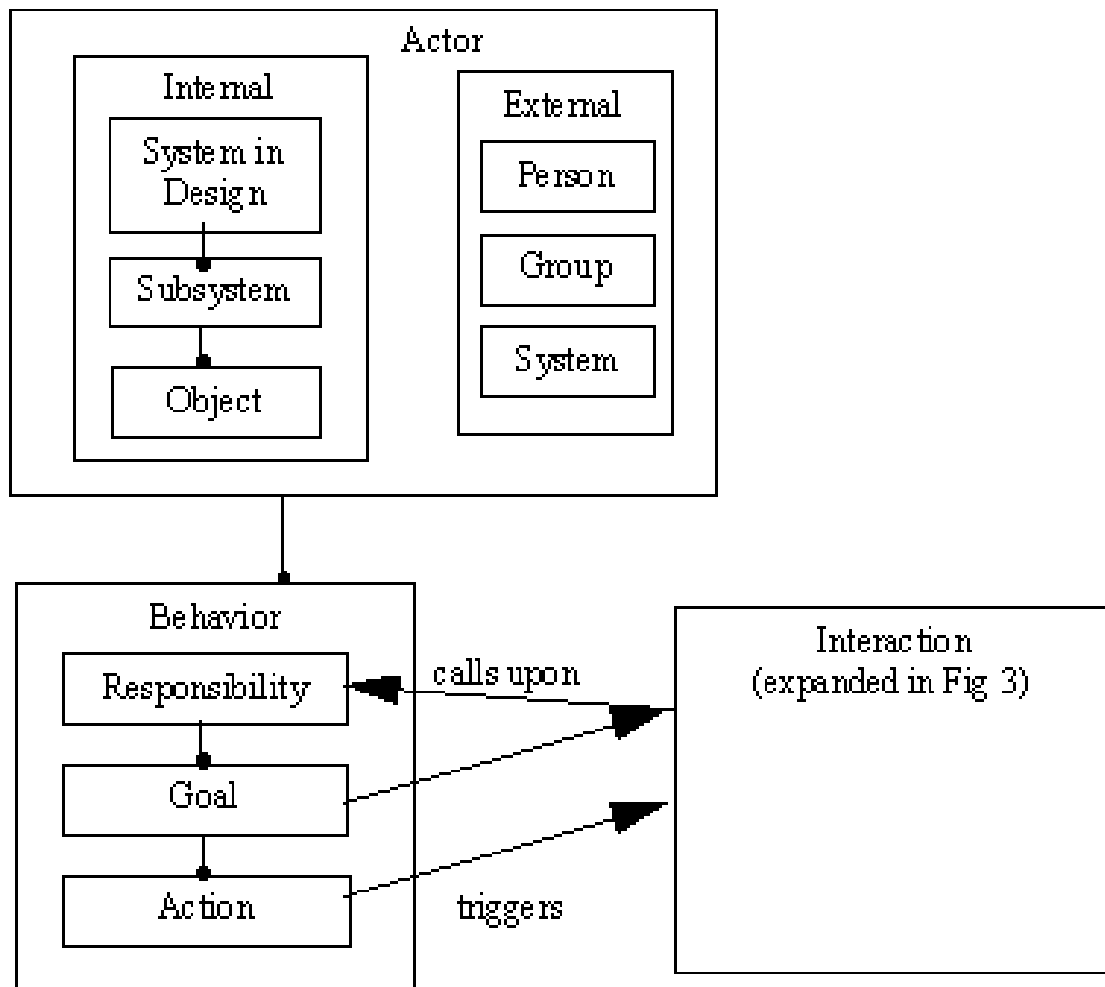 Actor
Internal
System in
Design
Subsystem
Object
External
Person
Group
System
Behavior
Responsibility
Goal
Action
calls upon
triggers
Interaction
(expanded in Fig 3)